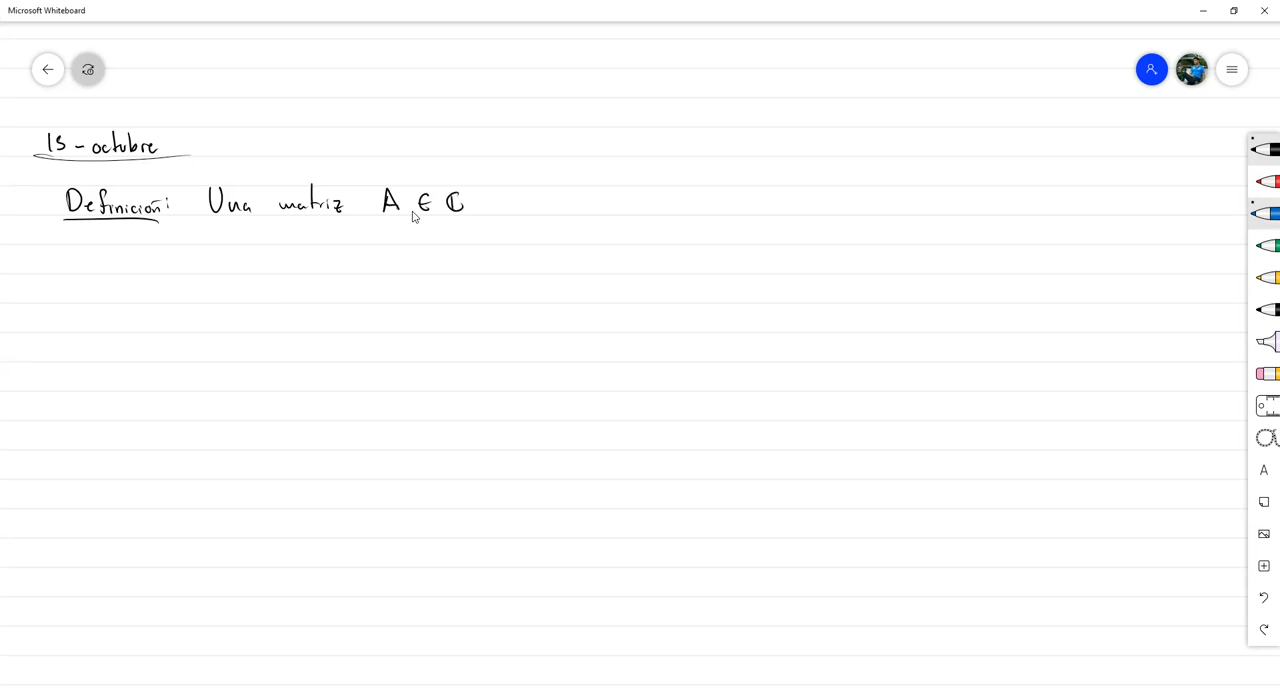 Microsoft Whiteboard
15 - octubre
Definición: Una matriz A ∈ ℂ
A